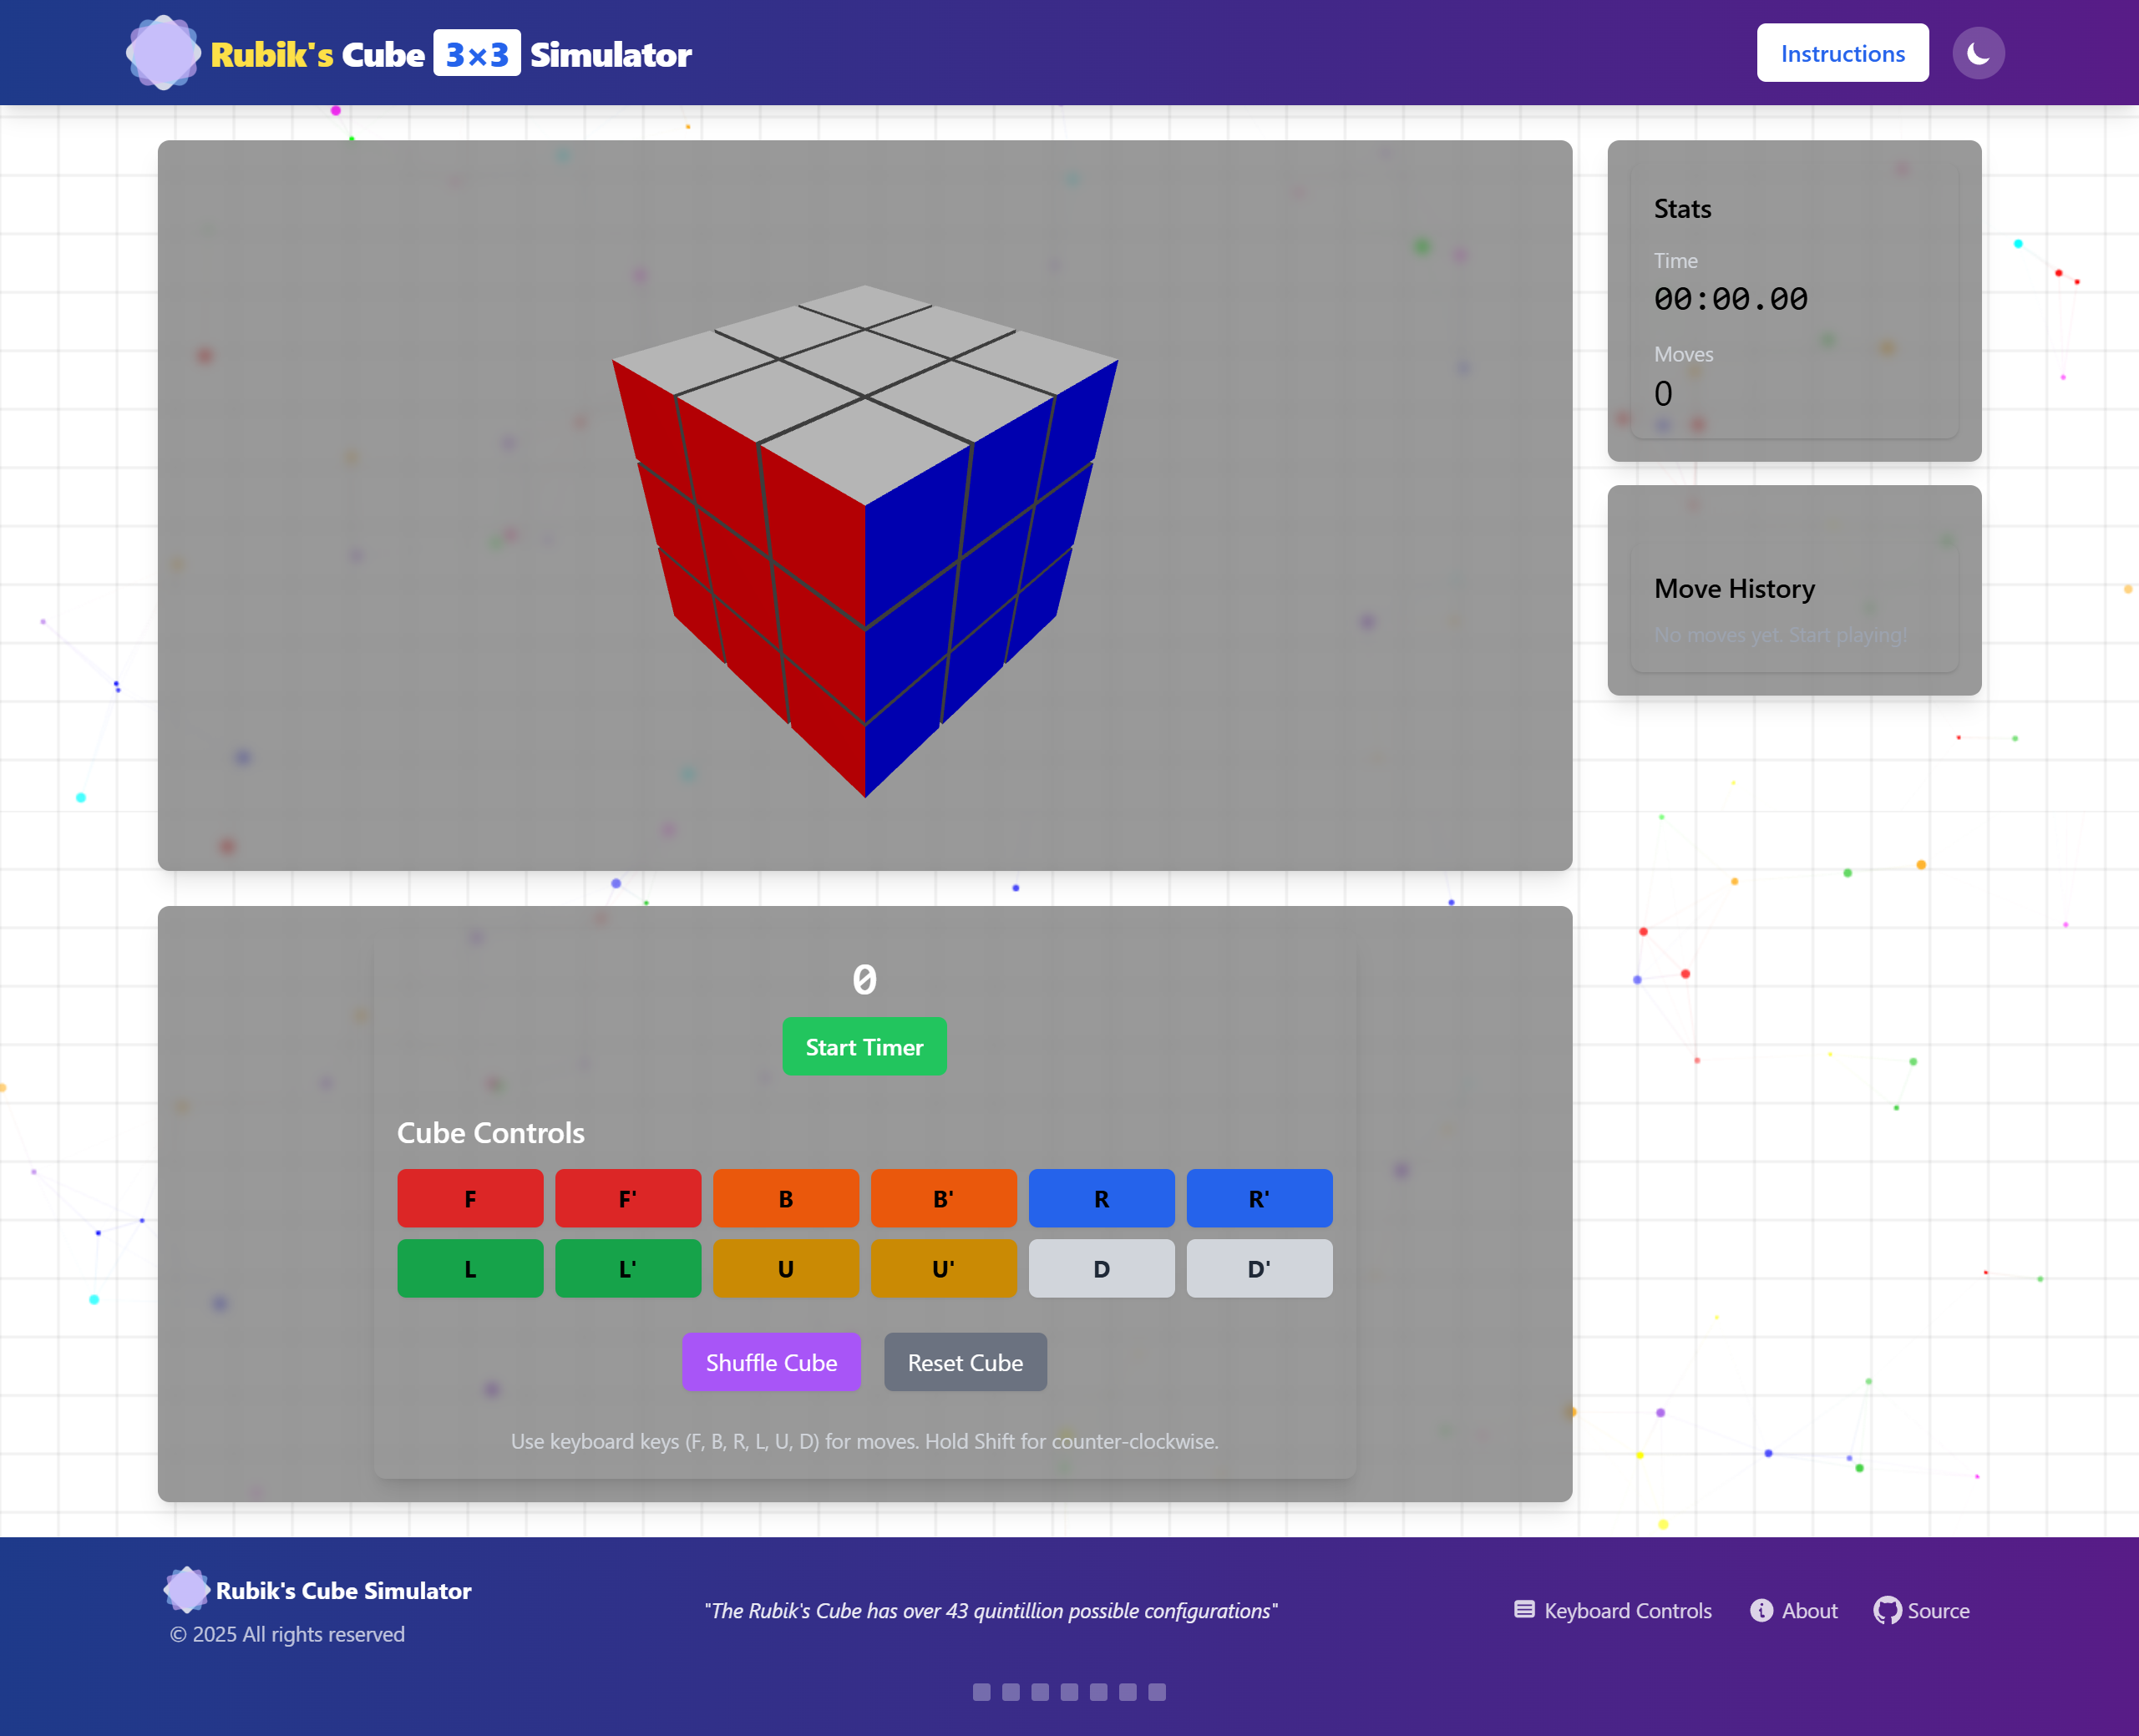 Rubik's Cube 3×3 Simulator
Instructions
Stats
Time
00:00.00
Moves
0
Move History
No moves yet. Start playing!
0
Start Timer
Cube Controls
F F' B B' R R'
L L' U U' D D'
Shuffle Cube Reset Cube
Use keyboard keys (F, B, R, L, U, D) for moves. Hold Shift for counter-clockwise.
Rubik's Cube Simulator
© 2025 All rights reserved
"The Rubik's Cube has over 43 quintillion possible configurations"
Keyboard Controls About Source